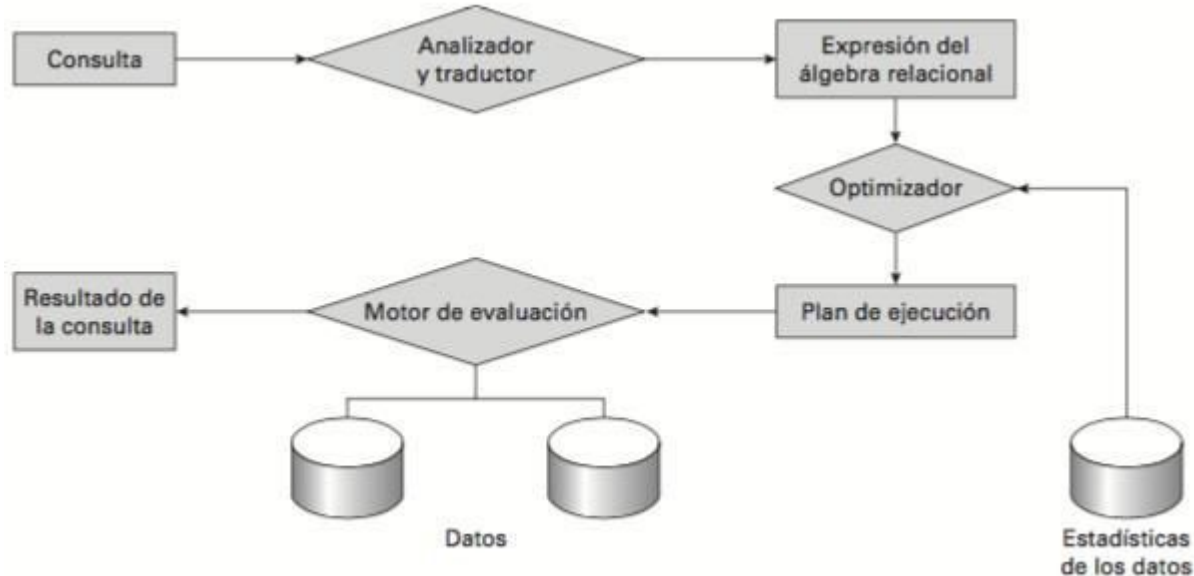 Consulta
Analizador
y traductor
Expresión del
álgebra relacional
Optimizador
Resultado de
la consulta
Motor de evaluación
Plan de ejecución
Datos
Estadísticas
de los datos